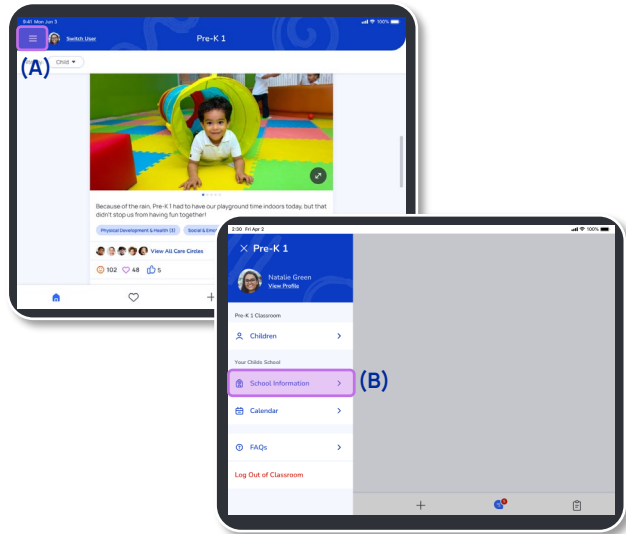 9:41 Mon Jun 3
100%
Switch User
Pre-K 1
(A)
Child
Because of the rain, Pre-K 1 had to have our playground time indoors today, but that
didn't stop us from having fun together!
Physical Development & Health (3)
Social & Emo
View All Care Circles
102
48
5
2:30 Fri Apr 2
100%
Pre-K 1
Natalie Green
View Profile
Pre-K 1 Classroom
Children
Your Childs School
School Information
(B)
Calendar
FAQs
Log Out of Classroom